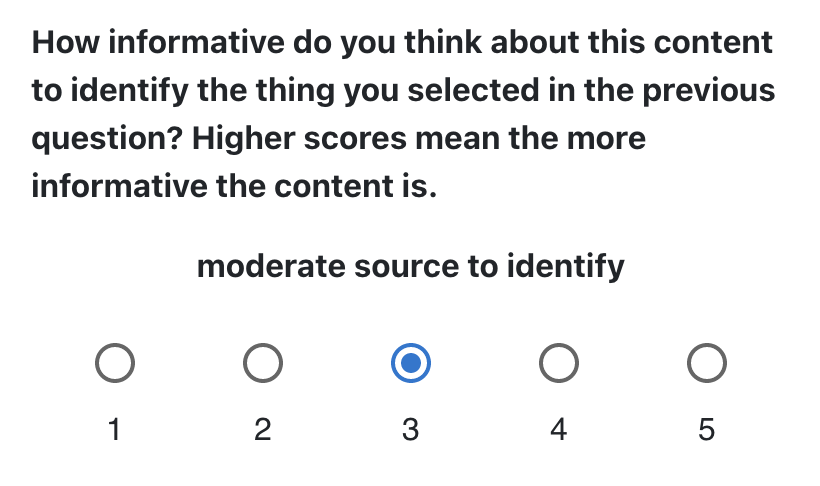 How informative do you think about this content
to identify the thing you selected in the previous
question? Higher scores mean the more
informative the content is.
moderate source to identify
1 2 3 4 5